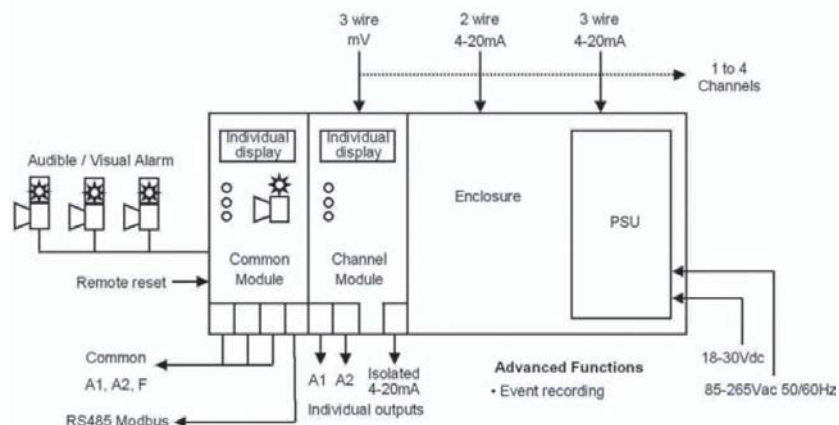 3 wire
mV
2 wire
4-20mA
3 wire
4-20mA
1 to 4
Channels
Audible / Visual Alarm
Individual
display
Individual
display
Enclosure
PSU
Common
Module
Channel
Module
Remote reset
Common
A1, A2, F
A1
A2
Isolated
4-20mA
Individual outputs
RS485 Modbus
Advanced Functions
• Event recording
18-30Vdc
85-265Vac 50/60Hz